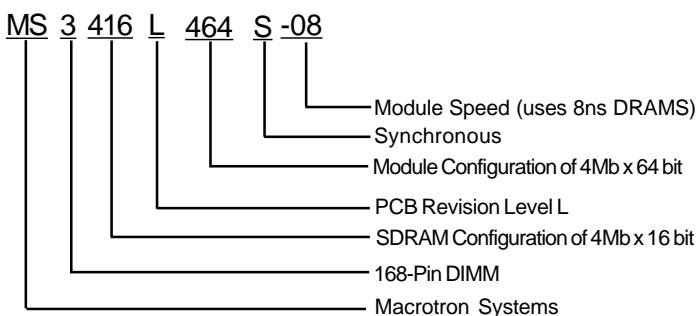 MS 3 416 L 464 S -08
Module Speed (uses 8ns DRAMS)
Synchronous
Module Configuration of 4Mb x 64 bit
PCB Revision Level L
SDRAM Configuration of 4Mb x 16 bit
168-Pin DIMM
Macrotron Systems